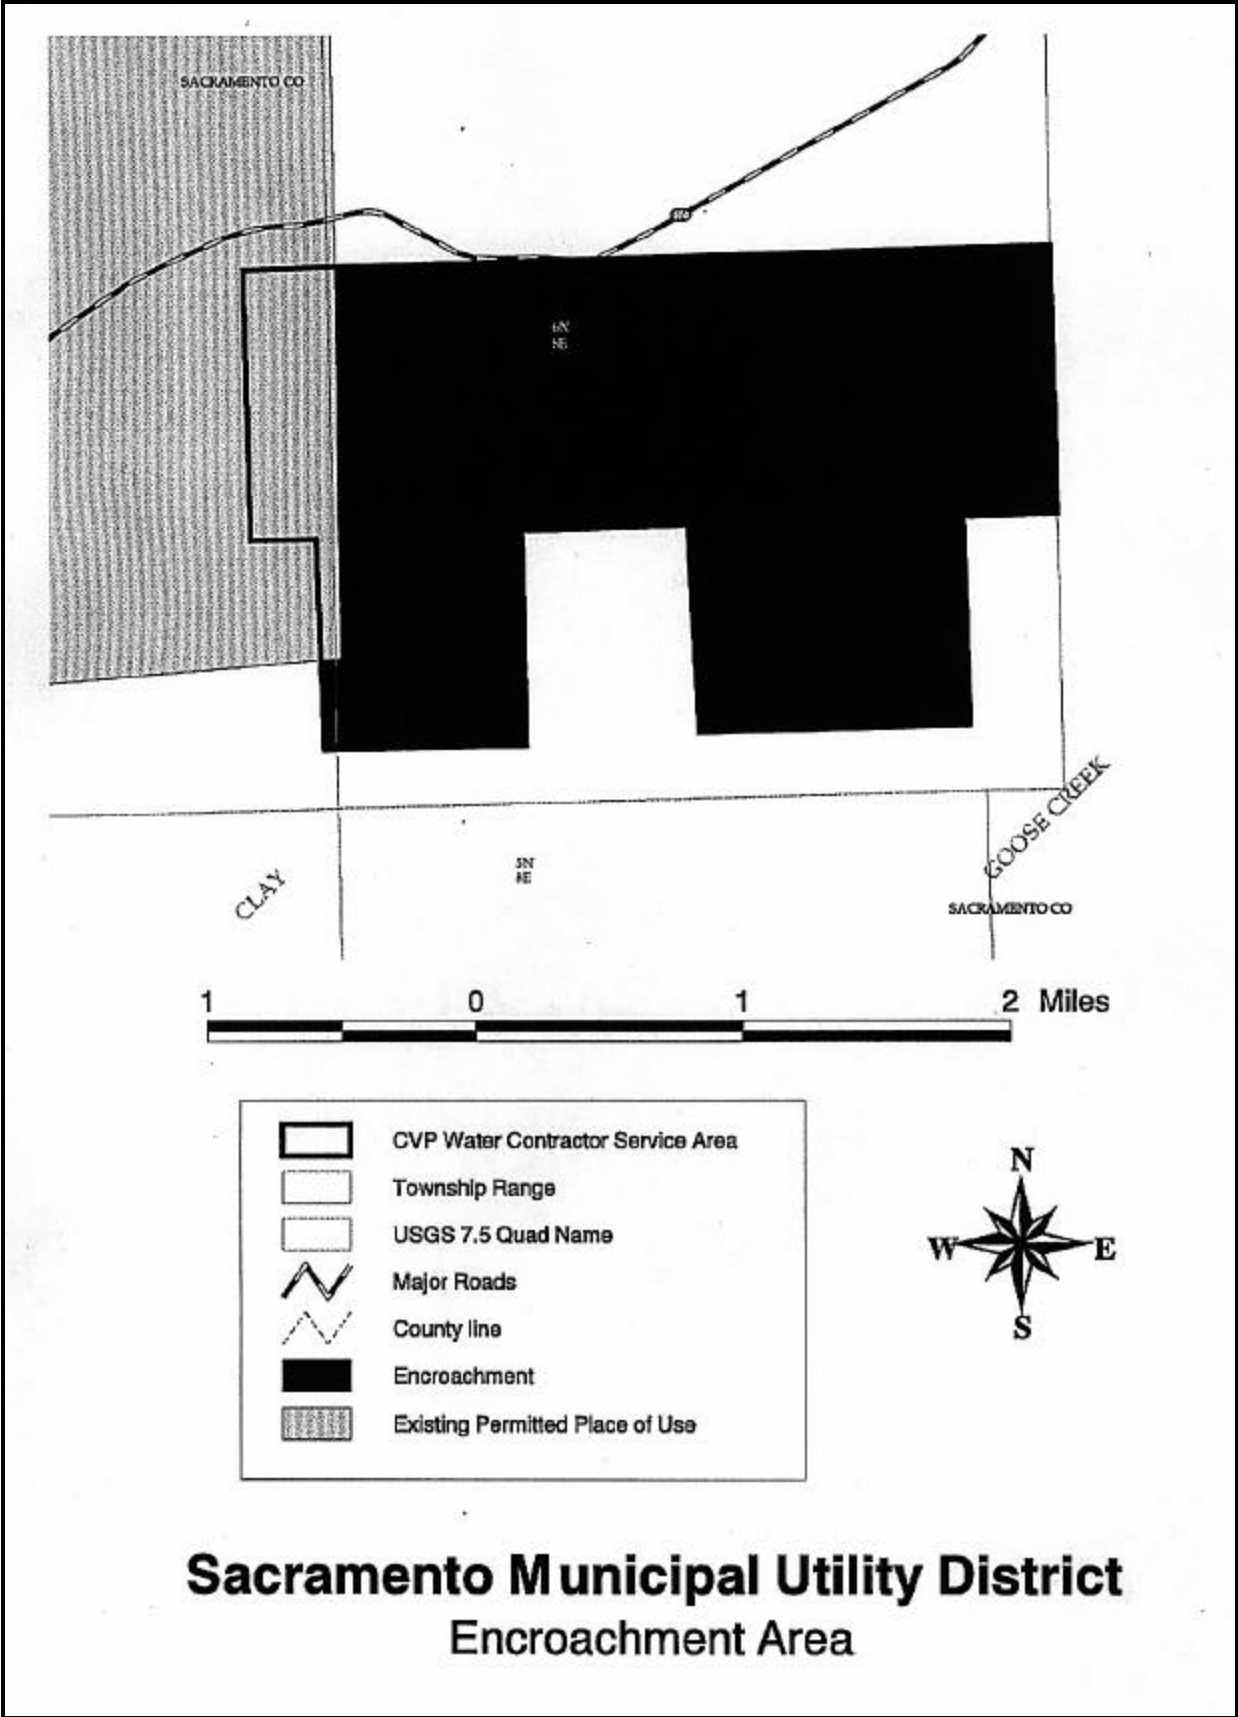 SACRAMENTO CO
6N
8E
GOOSE CREEK
CLAY
5N
8E
SACRAMENTO CO
1 0 1 2 Miles
CVP Water Contractor Service Area
Township Range
USGS 7.5 Quad Name
Major Roads
County line
Encroachment
Existing Permitted Place of Use
N
W E
S
Sacramento Municipal Utility District
Encroachment Area